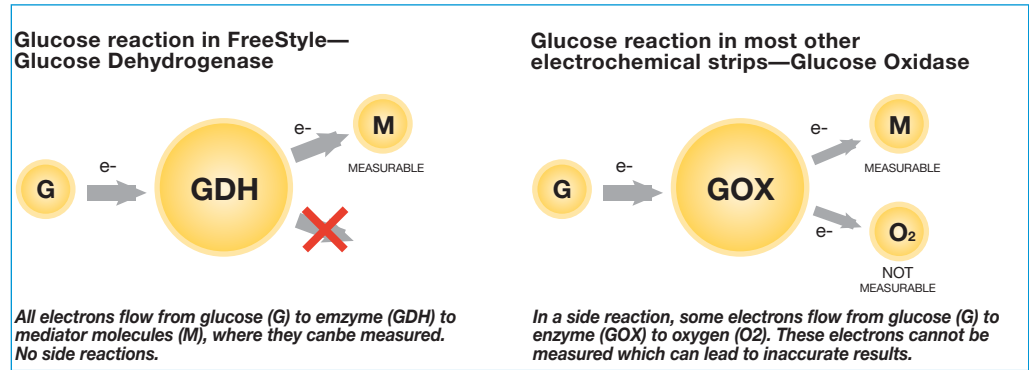 Glucose reaction in FreeStyle—
Glucose Dehydrogenase
G
e-
GDH
e-
M
MEASURABLE
All electrons flow from glucose (G) to emzyme (GDH) to
mediator molecules (M), where they canbe measured.
No side reactions.
Glucose reaction in most other
electrochemical strips—Glucose Oxidase
G
e-
GOX
e-
M
MEASURABLE
e-
O2
NOT
MEASURABLE
In a side reaction, some electrons flow from glucose (G) to
enzyme (GOX) to oxygen (O2). These electrons cannot be
measured which can lead to inaccurate results.